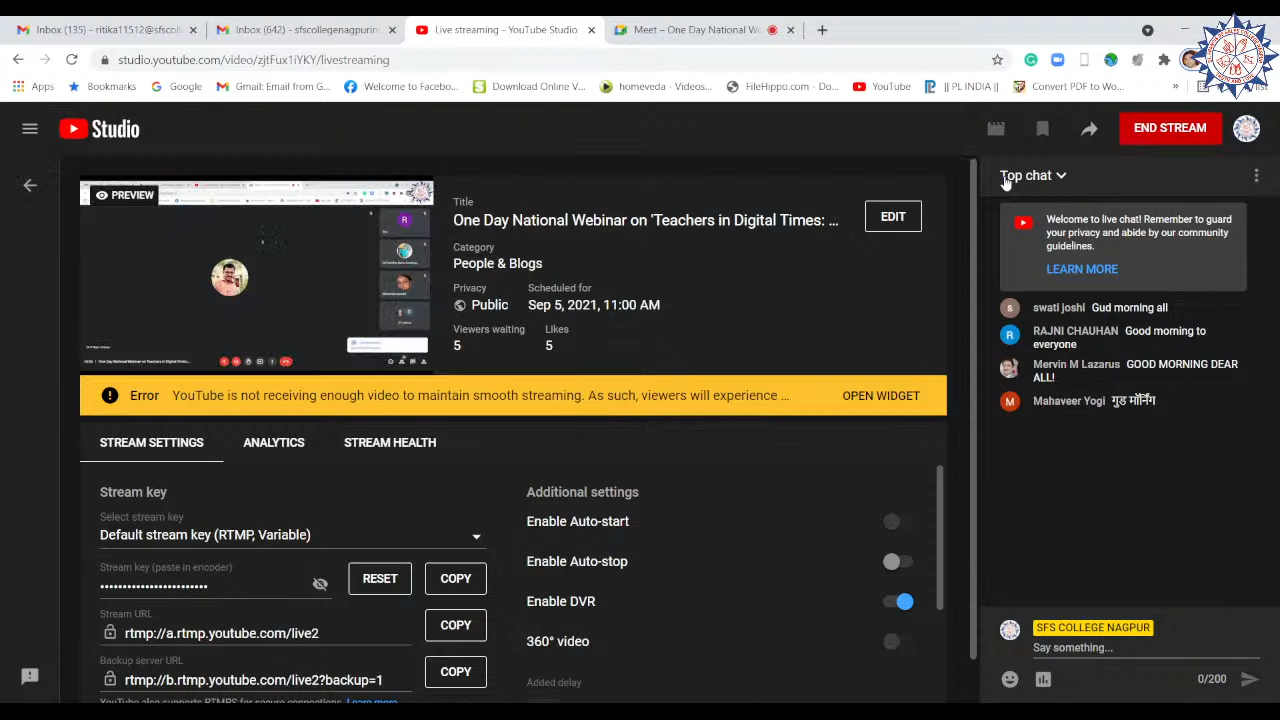 Inbox (135) - ritika11512@sfscoll
Inbox (642) - sfscollegenagpurin
Live streaming - YouTube Studio
Meet – One Day National We
studio.youtube.com/video/zjtFux1iYKY/livestreaming
Apps
Bookmarks
Google
Gmail: Email from G...
Welcome to Facebo...
Download Online V...
homeveda - Videos...
FileHippo.com - Do...
YouTube
|| PL INDIA ||
Convert PDF to Wo...
Studio
END STREAM
PREVIEW
Title
One Day National Webinar on 'Teachers in Digital Times: ...
EDIT
Category
People & Blogs
Privacy
Scheduled for
Public
Sep 5, 2021, 11:00 AM
Viewers waiting
Likes
5
5
Error
YouTube is not receiving enough video to maintain smooth streaming. As such, viewers will experience ...
OPEN WIDGET
STREAM SETTINGS
ANALYTICS
STREAM HEALTH
Stream key
Select stream key
Default stream key (RTMP, Variable)
Stream key (paste in encoder)
RESET
COPY
Stream URL
rtmp://a.rtmp.youtube.com/live2
COPY
Backup server URL
rtmp://b.rtmp.youtube.com/live2?backup=1
COPY
YouTube also supports RTMPS for secure connections. Learn more
Additional settings
Enable Auto-start
Enable Auto-stop
Enable DVR
360° video
Added delay
Top chat
Welcome to live chat! Remember to guard
your privacy and abide by our community
guidelines.
LEARN MORE
swati joshi Gud morning all
RAJNI CHAUHAN Good morning to
everyone
Mervin M Lazarus GOOD MORNING DEAR
ALL!
Mahaveer Yogi गुड मॉर्निंग
SFS COLLEGE NAGPUR
Say something...
0/200